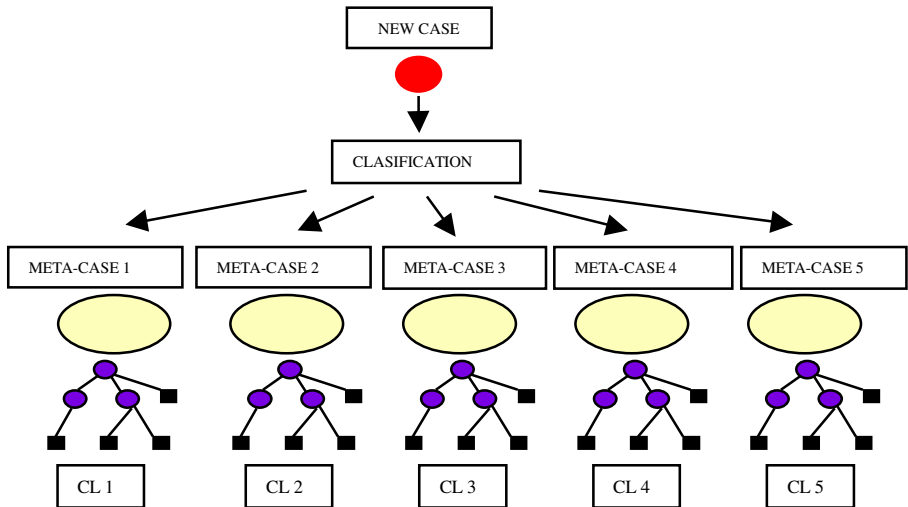 NEW CASE
CLASIFICATION
META-CASE 1
META-CASE 2
META-CASE 3
META-CASE 4
META-CASE 5
CL 1
CL 2
CL 3
CL 4
CL 5